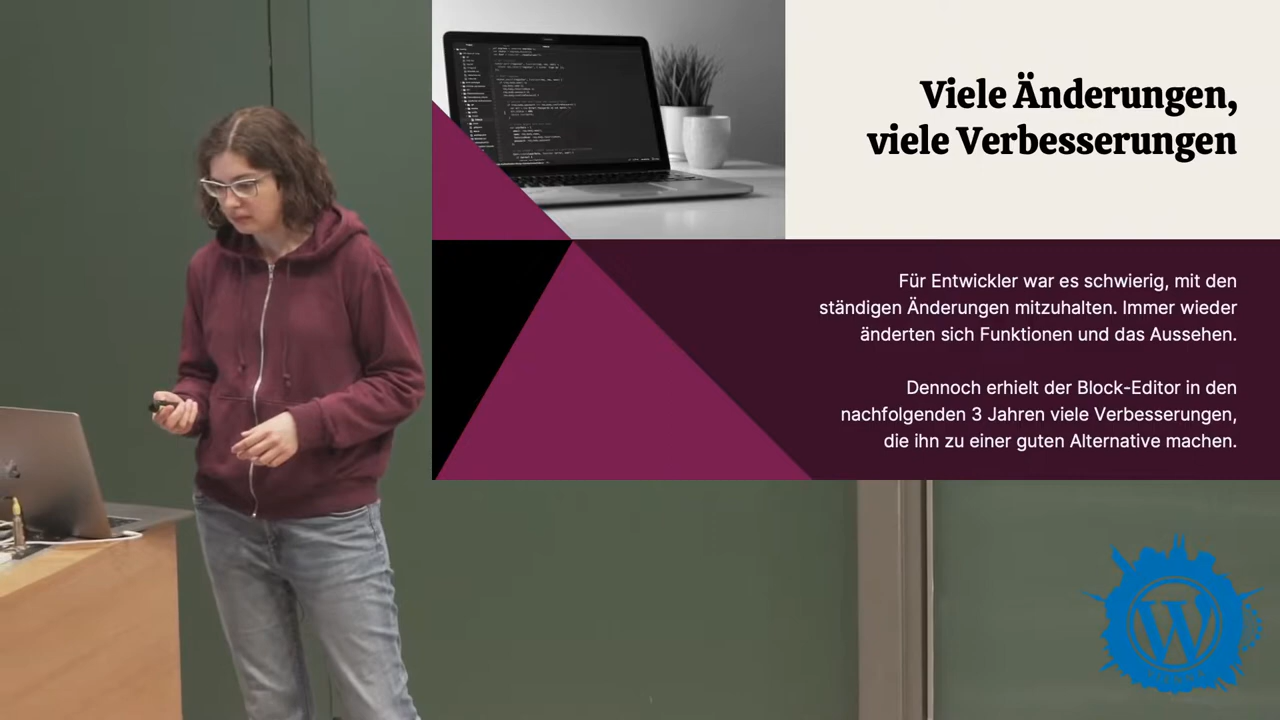 Viele Änderungen,
viele Verbesserungen
Für Entwickler war es schwierig, mit den
ständigen Änderungen mitzuhalten. Immer wieder
änderten sich Funktionen und das Aussehen.
Dennoch erhielt der Block-Editor in den
nachfolgenden 3 Jahren viele Verbesserungen,
die ihn zu einer guten Alternative machen.
W